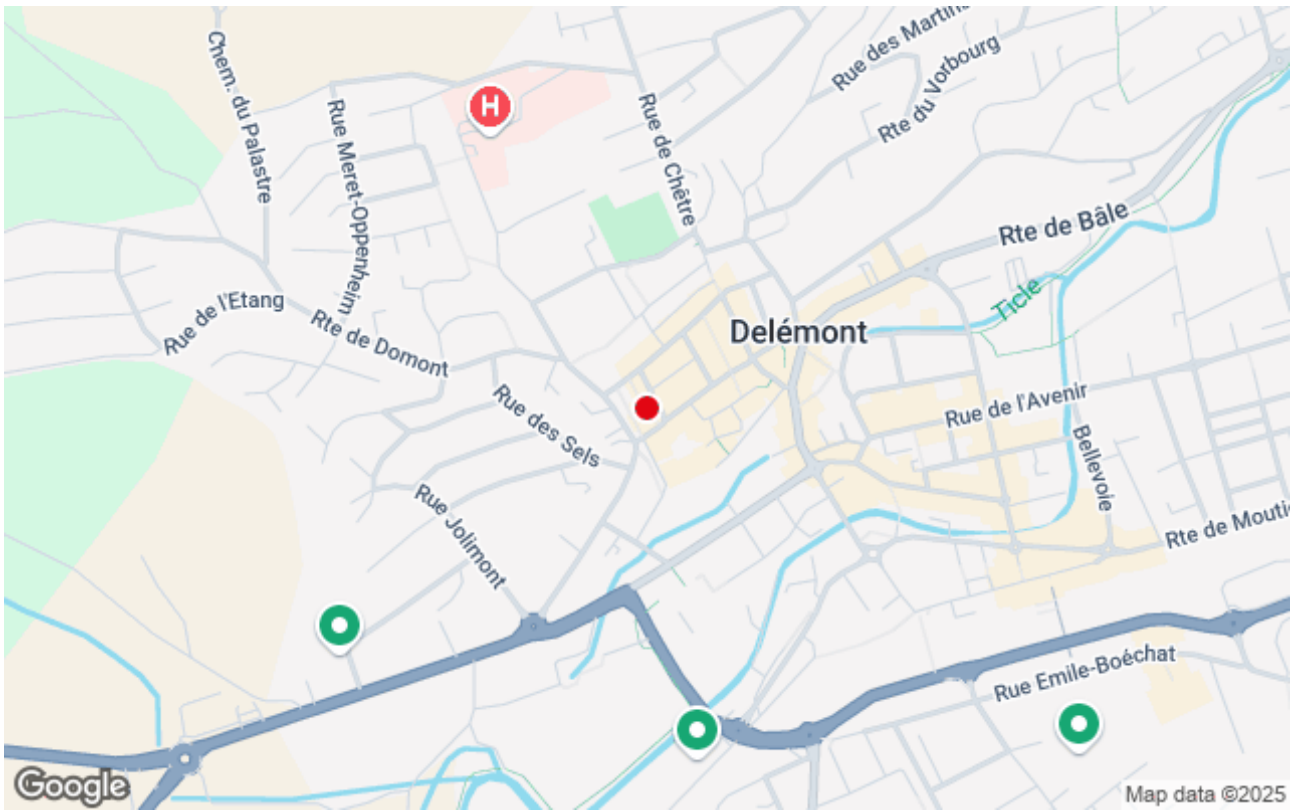 Chem. du Palastre
Rue Meret-Oppenheim
H
Rue de Chêtre
Rue des Martins
Rte du Vorbourg
Rte de Bâle
Ticle
Rue de l'Etang
Rte de Domont
Delémont
Rue de l'Avenir
Rue des Sels
Bellevoie
Rue Jolimont
Rte de Moutie
Rue Emile-Boéchat
Google
Map data ©2025